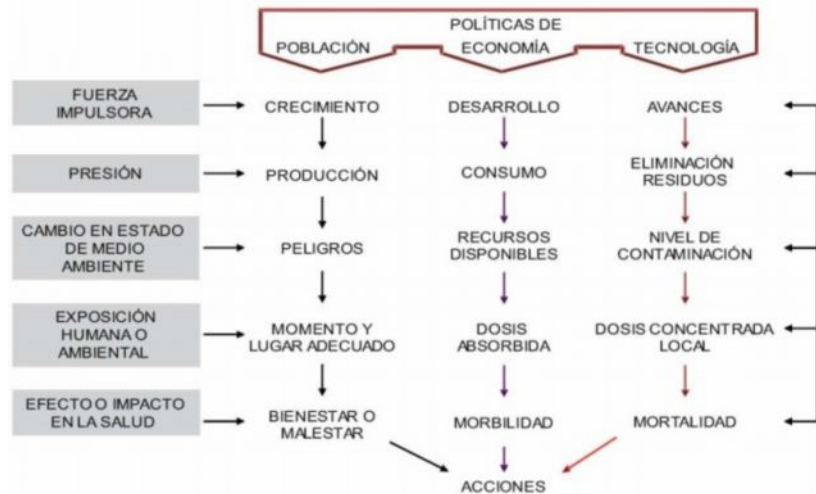 POLÍTICAS DE
POBLACIÓN ECONOMÍA TECNOLOGÍA
FUERZA
IMPULSORA
CRECIMIENTO DESARROLLO AVANCES
PRESIÓN
PRODUCCIÓN CONSUMO
ELIMINACIÓN
RESIDUOS
CAMBIO EN ESTADO
DE MEDIO
AMBIENTE
PELIGROS
RECURSOS
DISPONIBLES
NIVEL DE
CONTAMINACIÓN
EXPOSICIÓN
HUMANA O
AMBIENTAL
MOMENTO Y
LUGAR ADECUADO
DOSIS
ABSORBIDA
DOSIS CONCENTRADA
LOCAL
EFECTO O IMPACTO
EN LA SALUD
BIENESTAR O
MALESTAR
MORBILIDAD
MORTALIDAD
ACCIONES